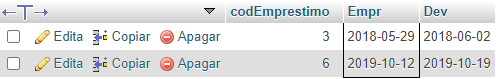 codEmprestimo Empr Dev
Edita Copiar Apagar 3 2018-05-29 2018-06-02
Edita Copiar Apagar 6 2019-10-12 2019-10-19